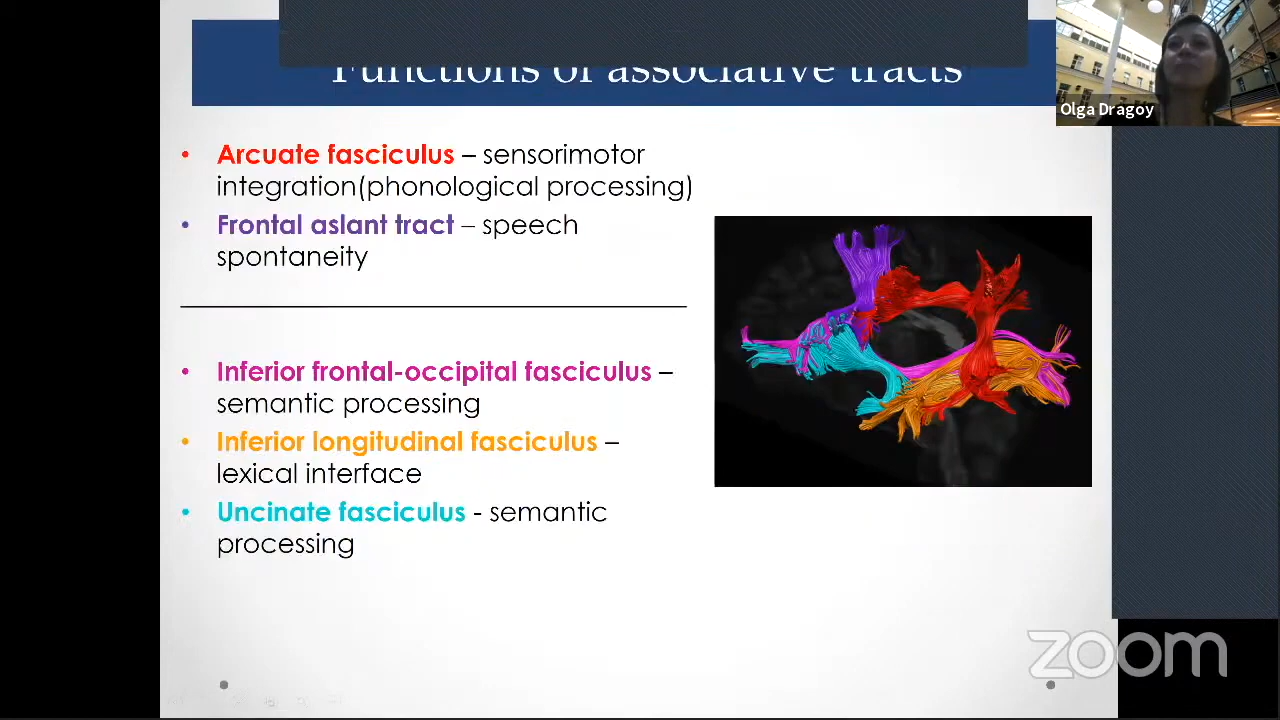 Functions of associative tracts
Olga Dragoy
• Arcuate fasciculus – sensorimotor
integration(phonological processing)
• Frontal aslant tract – speech
spontaneity
• Inferior frontal-occipital fasciculus –
semantic processing
• Inferior longitudinal fasciculus –
lexical interface
• Uncinate fasciculus - semantic
processing
zoom